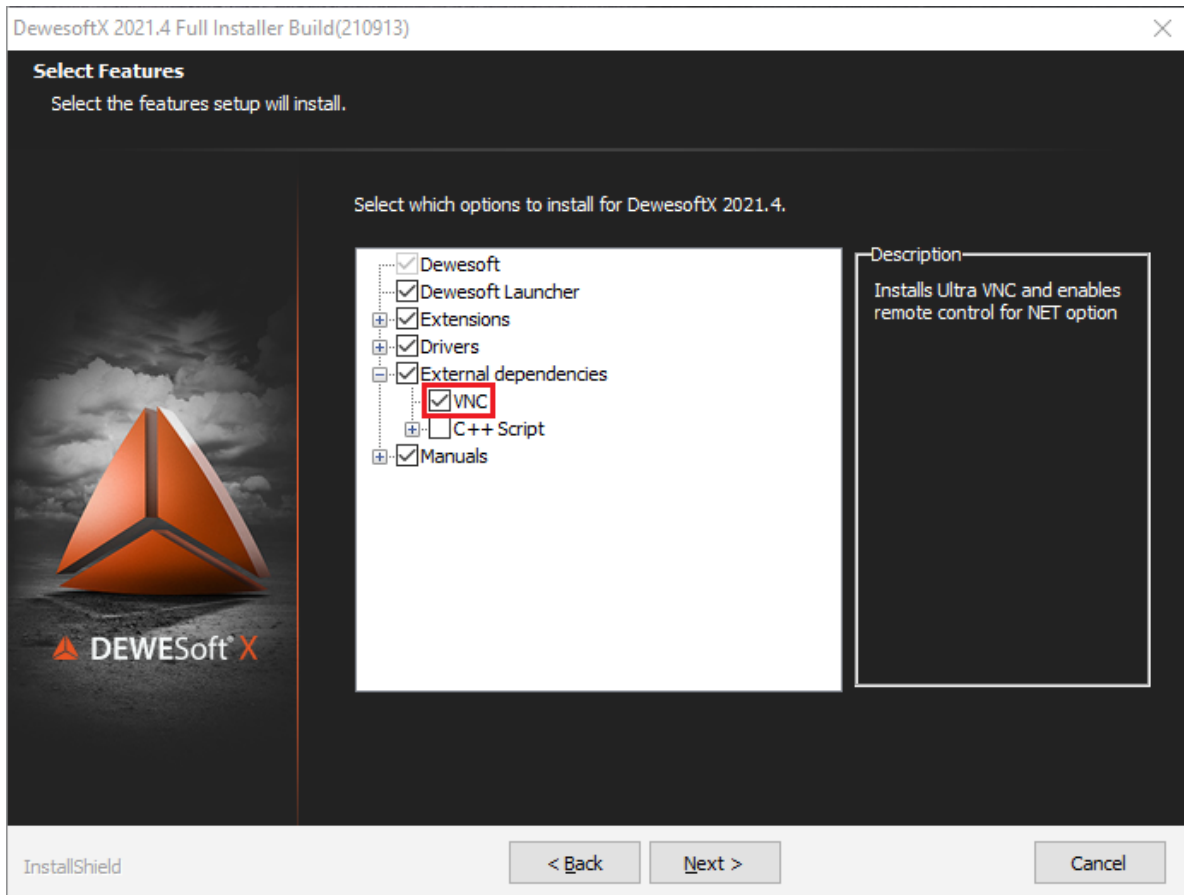 DewesoftX 2021.4 Full Installer Build(210913)
Select Features
Select the features setup will install.
Select which options to install for DewesoftX 2021.4.
Dewesoft
Dewesoft Launcher
Extensions
Drivers
External dependencies
VNC
C++ Script
Manuals
Description
Installs Ultra VNC and enables
remote control for NET option
DEWESoft® X
InstallShield
< Back
Next >
Cancel